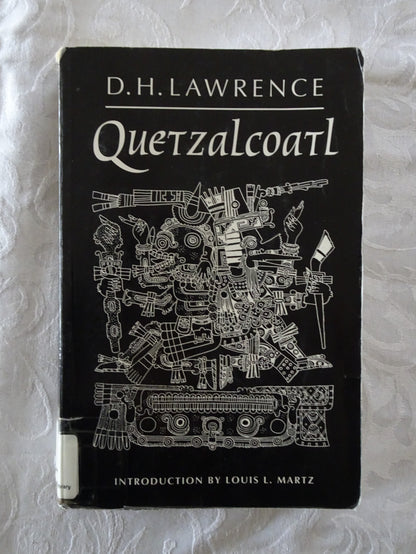 D.H. LAWRENCE
Quetzalcoatl
INTRODUCTION BY LOUIS L. MARTZ